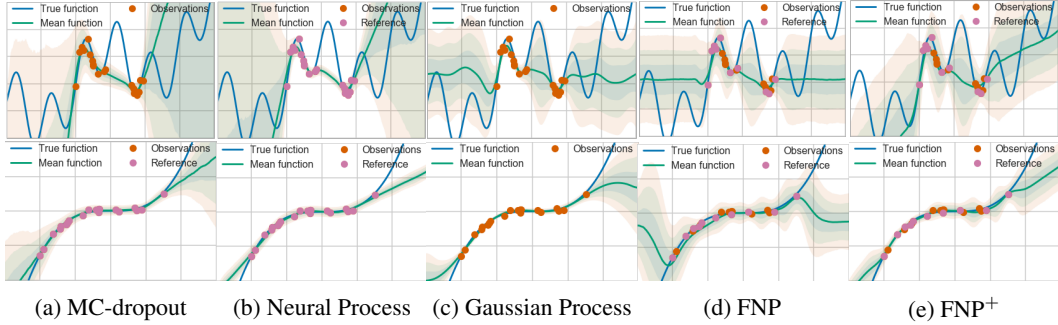 True function Observations
Mean function
True function Observations
Mean function Reference
True function Observations
Mean function
True function Observations
Mean function Reference
True function Observations
Mean function Reference
True function Observations
Mean function Reference
True function Observations
Mean function Reference
True function Observations
Mean function
True function Observations
Mean function Reference
True function Observations
Mean function Reference
(a) MC-dropout
(b) Neural Process
(c) Gaussian Process
(d) FNP
(e) FNP⁺